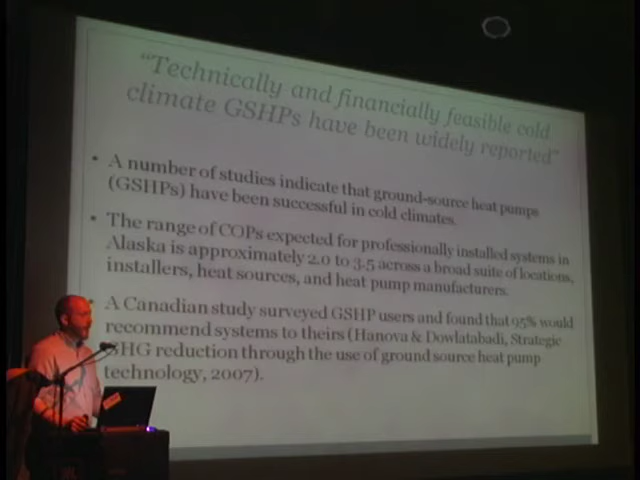 "Technically and financially feasible cold
climate GSHPs have been widely reported"
• A number of studies indicate that ground-source heat pumps
(GSHPs) have been successful in cold climates.
• The range of COPs expected for professionally installed systems in
Alaska is approximately 2.0 to 3.5 across a broad suite of locations,
installers, heat sources, and heat pump manufacturers.
• A Canadian study surveyed GSHP users and found that 95% would
recommend systems to theirs (Hanova & Dowlatabadi, Strategic
GHG reduction through the use of ground source heat pump
technology, 2007).